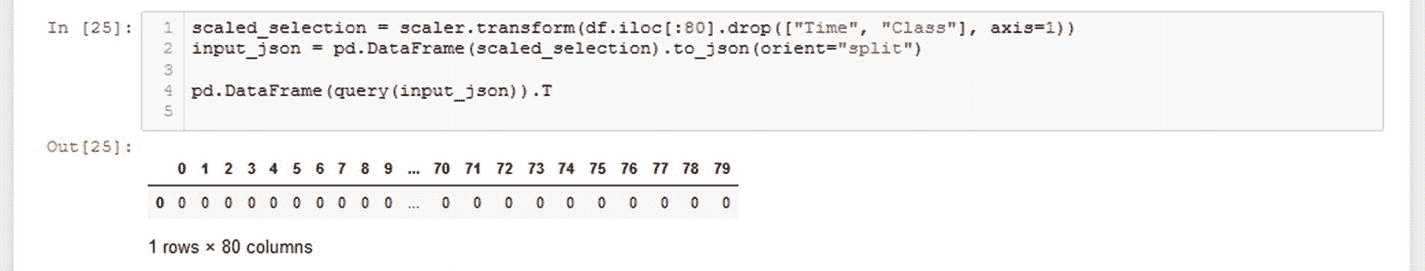 In [25]:
1 scaled_selection = scaler.transform(df.iloc[:80].drop(["Time", "Class"], axis=1))
2 input_json = pd.DataFrame(scaled_selection).to_json(orient="split")
3
4 pd.DataFrame(query(input_json)).T
5
Out[25]:
0 1 2 3 4 5 6 7 8 9 ... 70 71 72 73 74 75 76 77 78 79
0 0 0 0 0 0 0 0 0 0 0 ... 0 0 0 0 0 0 0 0 0 0
1 rows × 80 columns